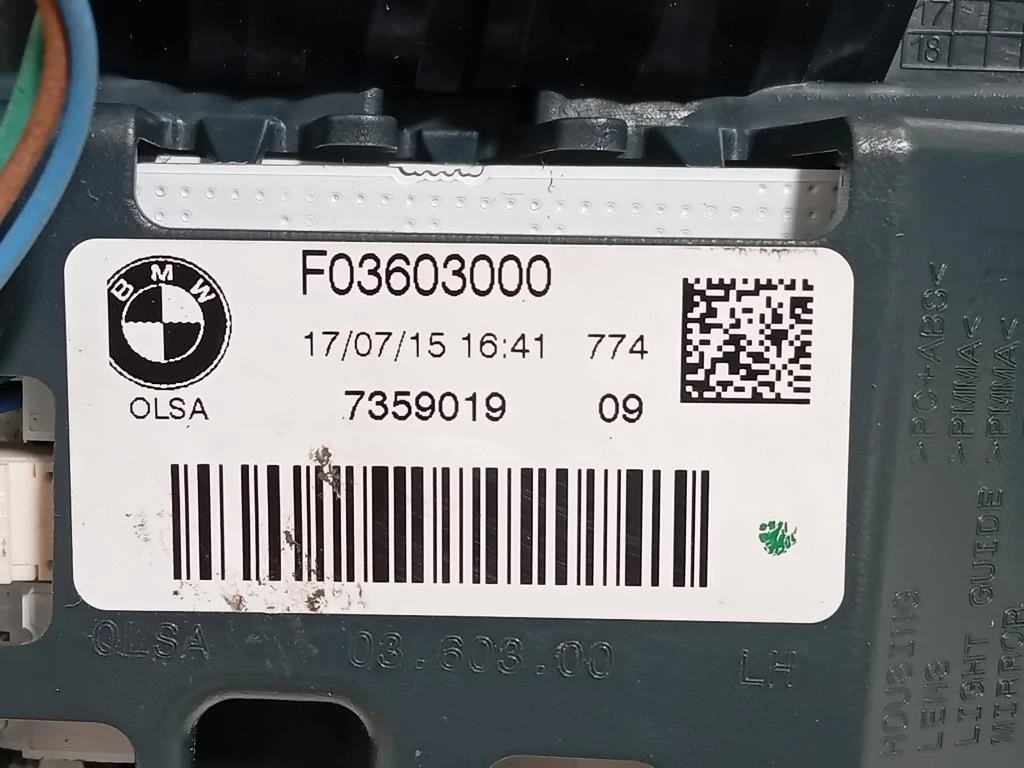 17
18
BMW
OLSA
F03603000
17/07/15 16:41 774
7359019 09
OLSA 03.603.00 LH
HOUSING >PC+ABS<
LENS >PMMA<
LIGHT GUIDE >PMMA<
MIRROR